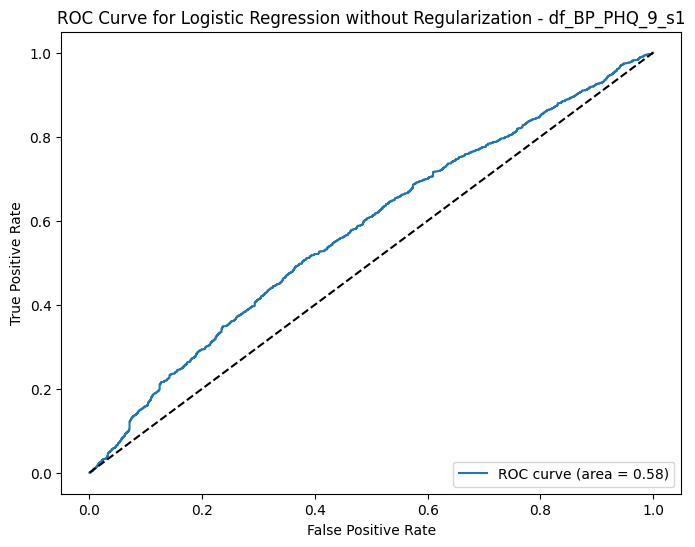 ROC Curve for Logistic Regression without Regularization - df_BP_PHQ_9_s1
1.0
0.8
0.6
0.4
0.2
0.0
True Positive Rate
ROC curve (area = 0.58)
0.0 0.2 0.4 0.6 0.8 1.0
False Positive Rate